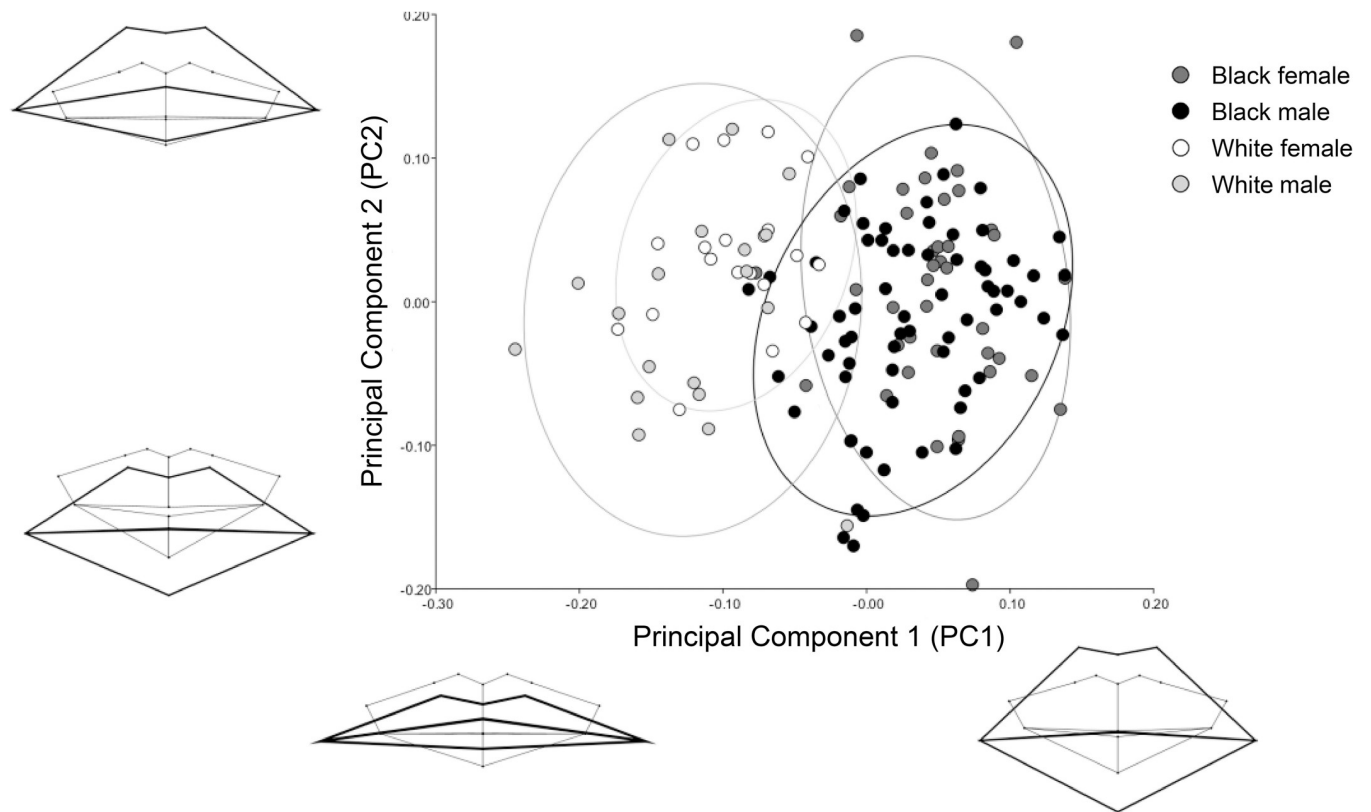 0.20
0.10
0.00
-0.10
-0.20
Principal Component 2 (PC2)
-0.30
-0.20
-0.10
-0.00
0.10
0.20
Principal Component 1 (PC1)
Black female
Black male
White female
White male